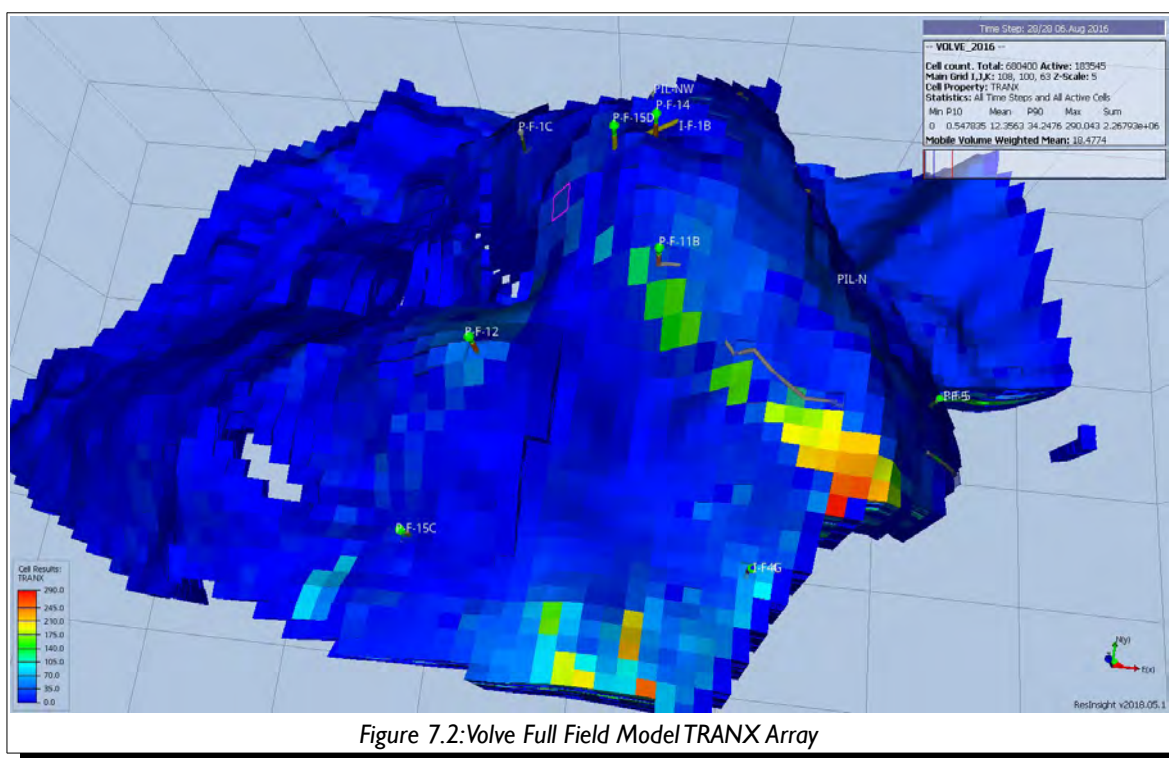 Time Step: 28/28 06.Aug 2016
-- VOLVE_2016 --
Cell count. Total: 680400 Active: 183545
Main Grid I,J,K: 108, 100, 63 Z-Scale: 5
Cell Property: TRANX
Statistics: All Time Steps and All Active Cells
Min P10 Mean P90 Max Sum
0 0.547835 12.3563 34.2476 290.043 2.26793e+06
Mobile Volume Weighted Mean: 18.4774
PIL-NW
P-F-14
P-F-1C
P-F-15D
I-F-1B
P-F-11B
PIL-N
P-F-12
P-F-15C
Cell Results:
TRANX
290.0
245.0
210.0
175.0
140.0
105.0
70.0
35.0
0.0
N(y)
E(x)
ResInsight v2018.05.1
Figure 7.2: Volve Full Field Model TRANX Array